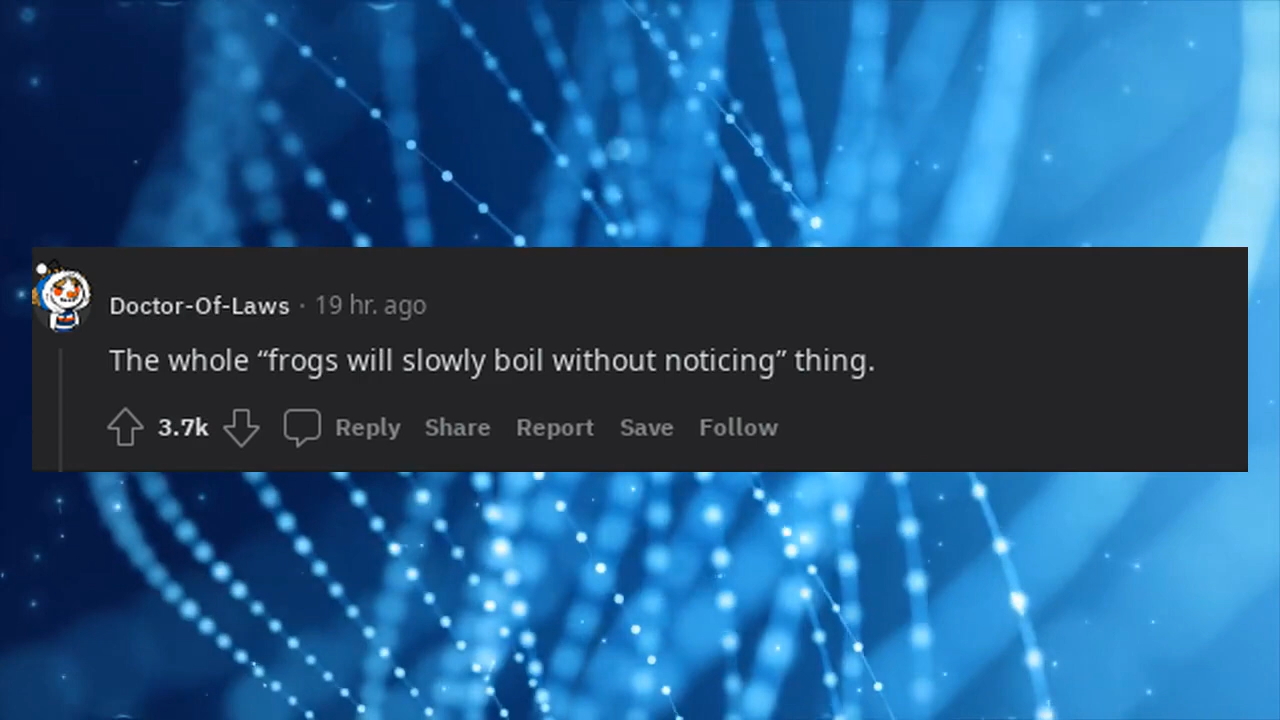 Doctor-Of-Laws · 19 hr. ago
The whole “frogs will slowly boil without noticing” thing.
3.7k Reply Share Report Save Follow